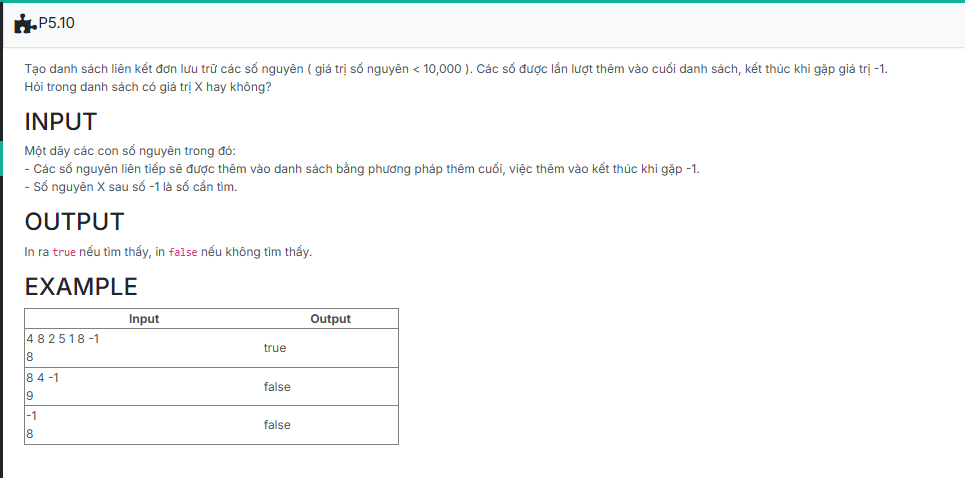 P5.10
Tạo danh sách liên kết đơn lưu trữ các số nguyên ( giá trị số nguyên < 10,000 ). Các số được lần lượt thêm vào cuối danh sách, kết thúc khi gặp giá trị -1.
Hỏi trong danh sách có giá trị X hay không?
INPUT
Một dãy các con số nguyên trong đó:
- Các số nguyên liên tiếp sẽ được thêm vào danh sách bằng phương pháp thêm cuối, việc thêm vào kết thúc khi gặp -1.
- Số nguyên X sau số -1 là số cần tìm.
OUTPUT
In ra true nếu tìm thấy, in false nếu không tìm thấy.
EXAMPLE
Input Output
4 8 2 5 1 8 -1
8
true
8 4 -1
9
false
-1
8
false